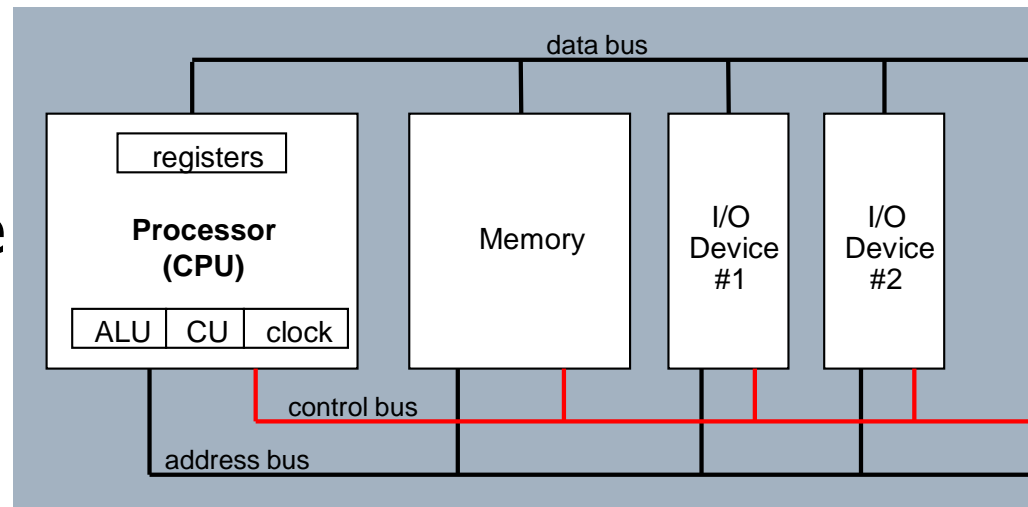 data bus
registers
Processor
(CPU)
ALU CU clock
Memory
I/O
Device
#1
I/O
Device
#2
control bus
address bus
e